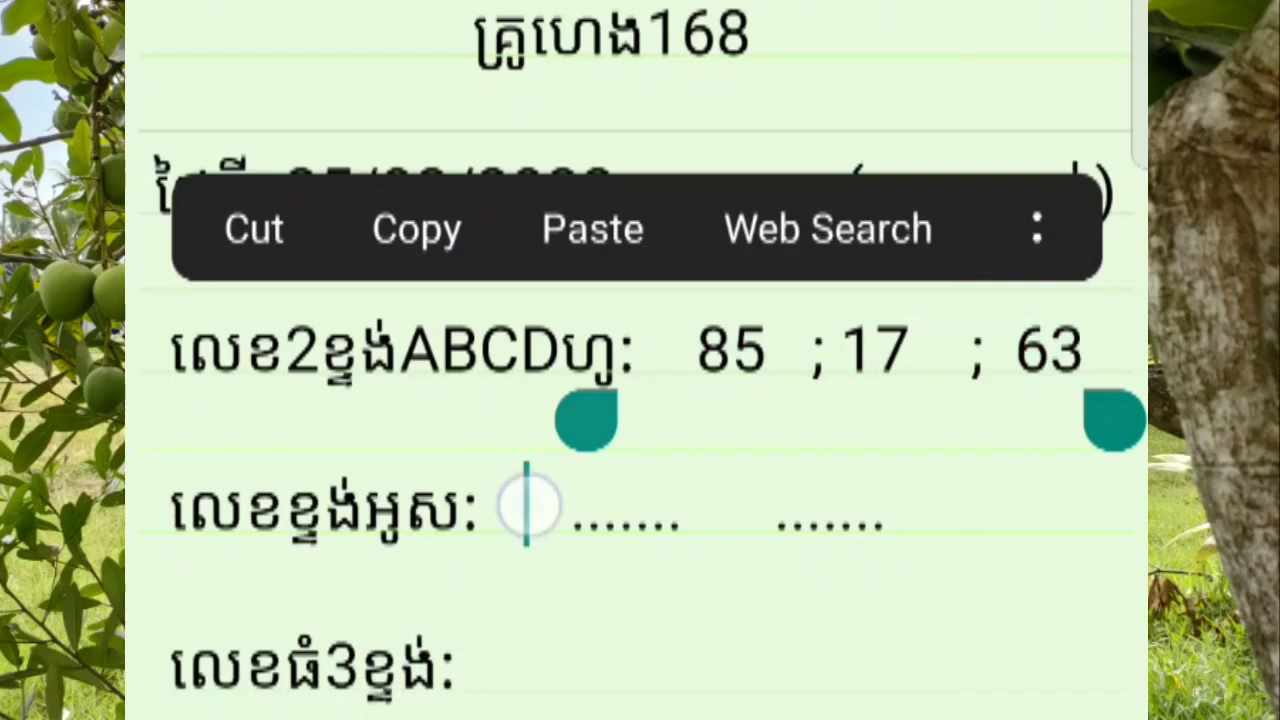 គ្រូហេង168
Cut Copy Paste Web Search
លេខ2ខ្ទង់ABCDហ្វូ: 85 ; 17 ; 63
លេខខ្ទង់អូស: ....... .......
លេខធំ3ខ្ទង់: